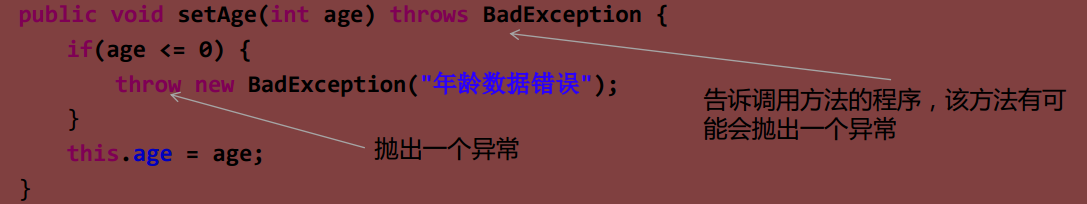 public void setAge(int age) throws BadException {
if(age <= 0) {
throw new BadException("年龄数据错误");
}
this.age = age;
}
告诉调用方法的程序，该方法有可
能会抛出一个异常
抛出一个异常